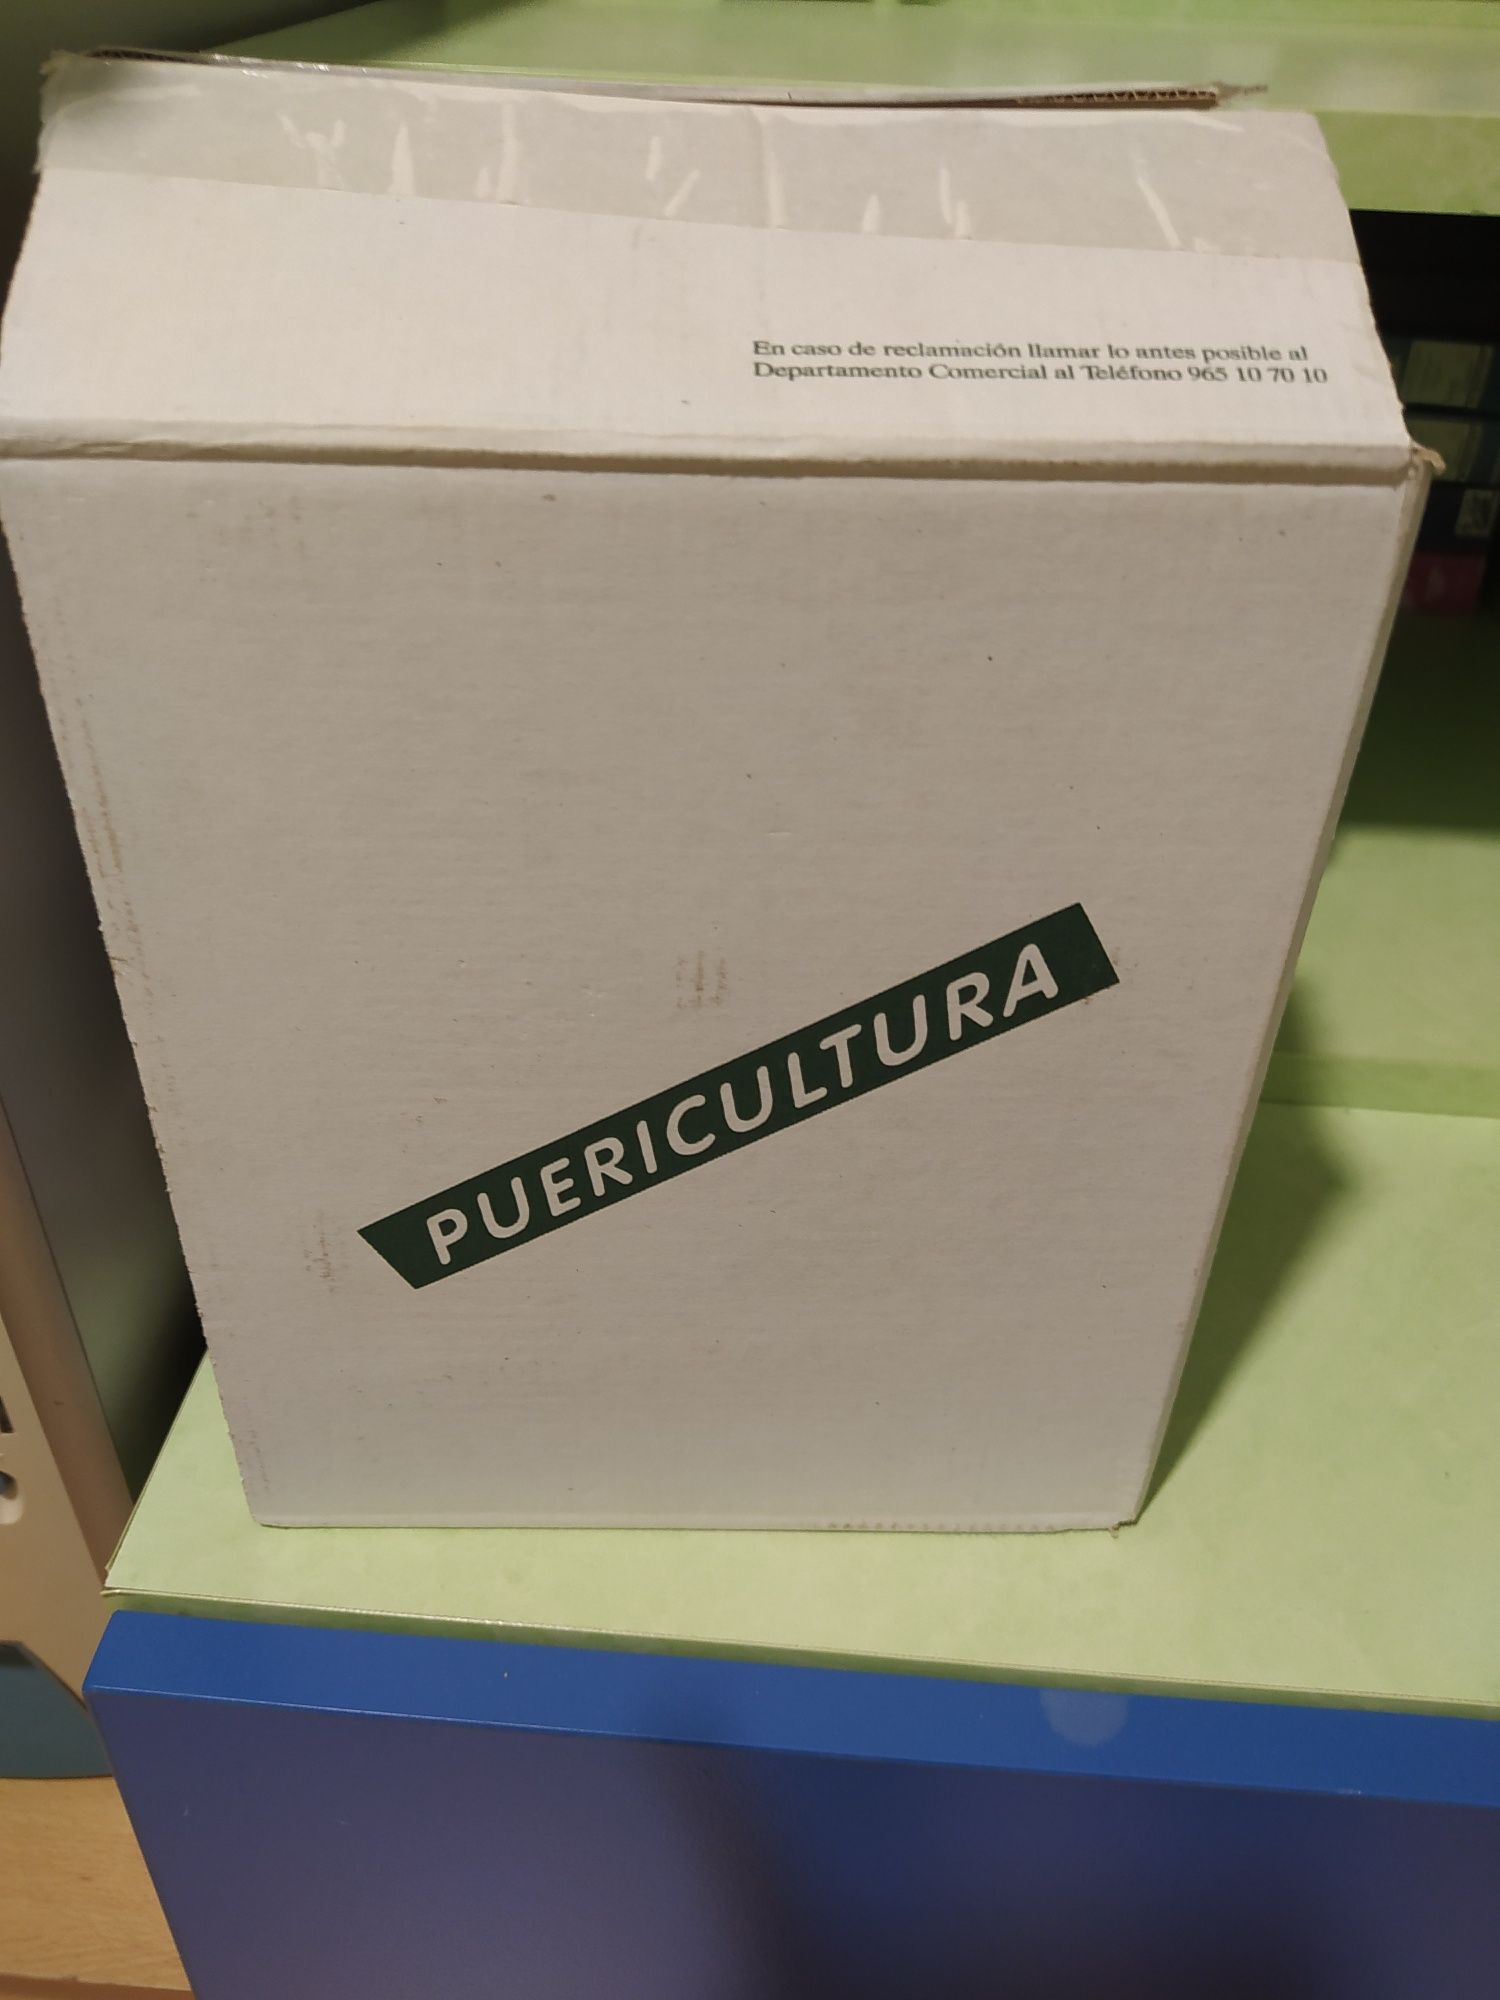 En caso de reclamación llamar lo antes posible al
Departamento Comercial al Teléfono 965 10 70 10
PUERICULTURA